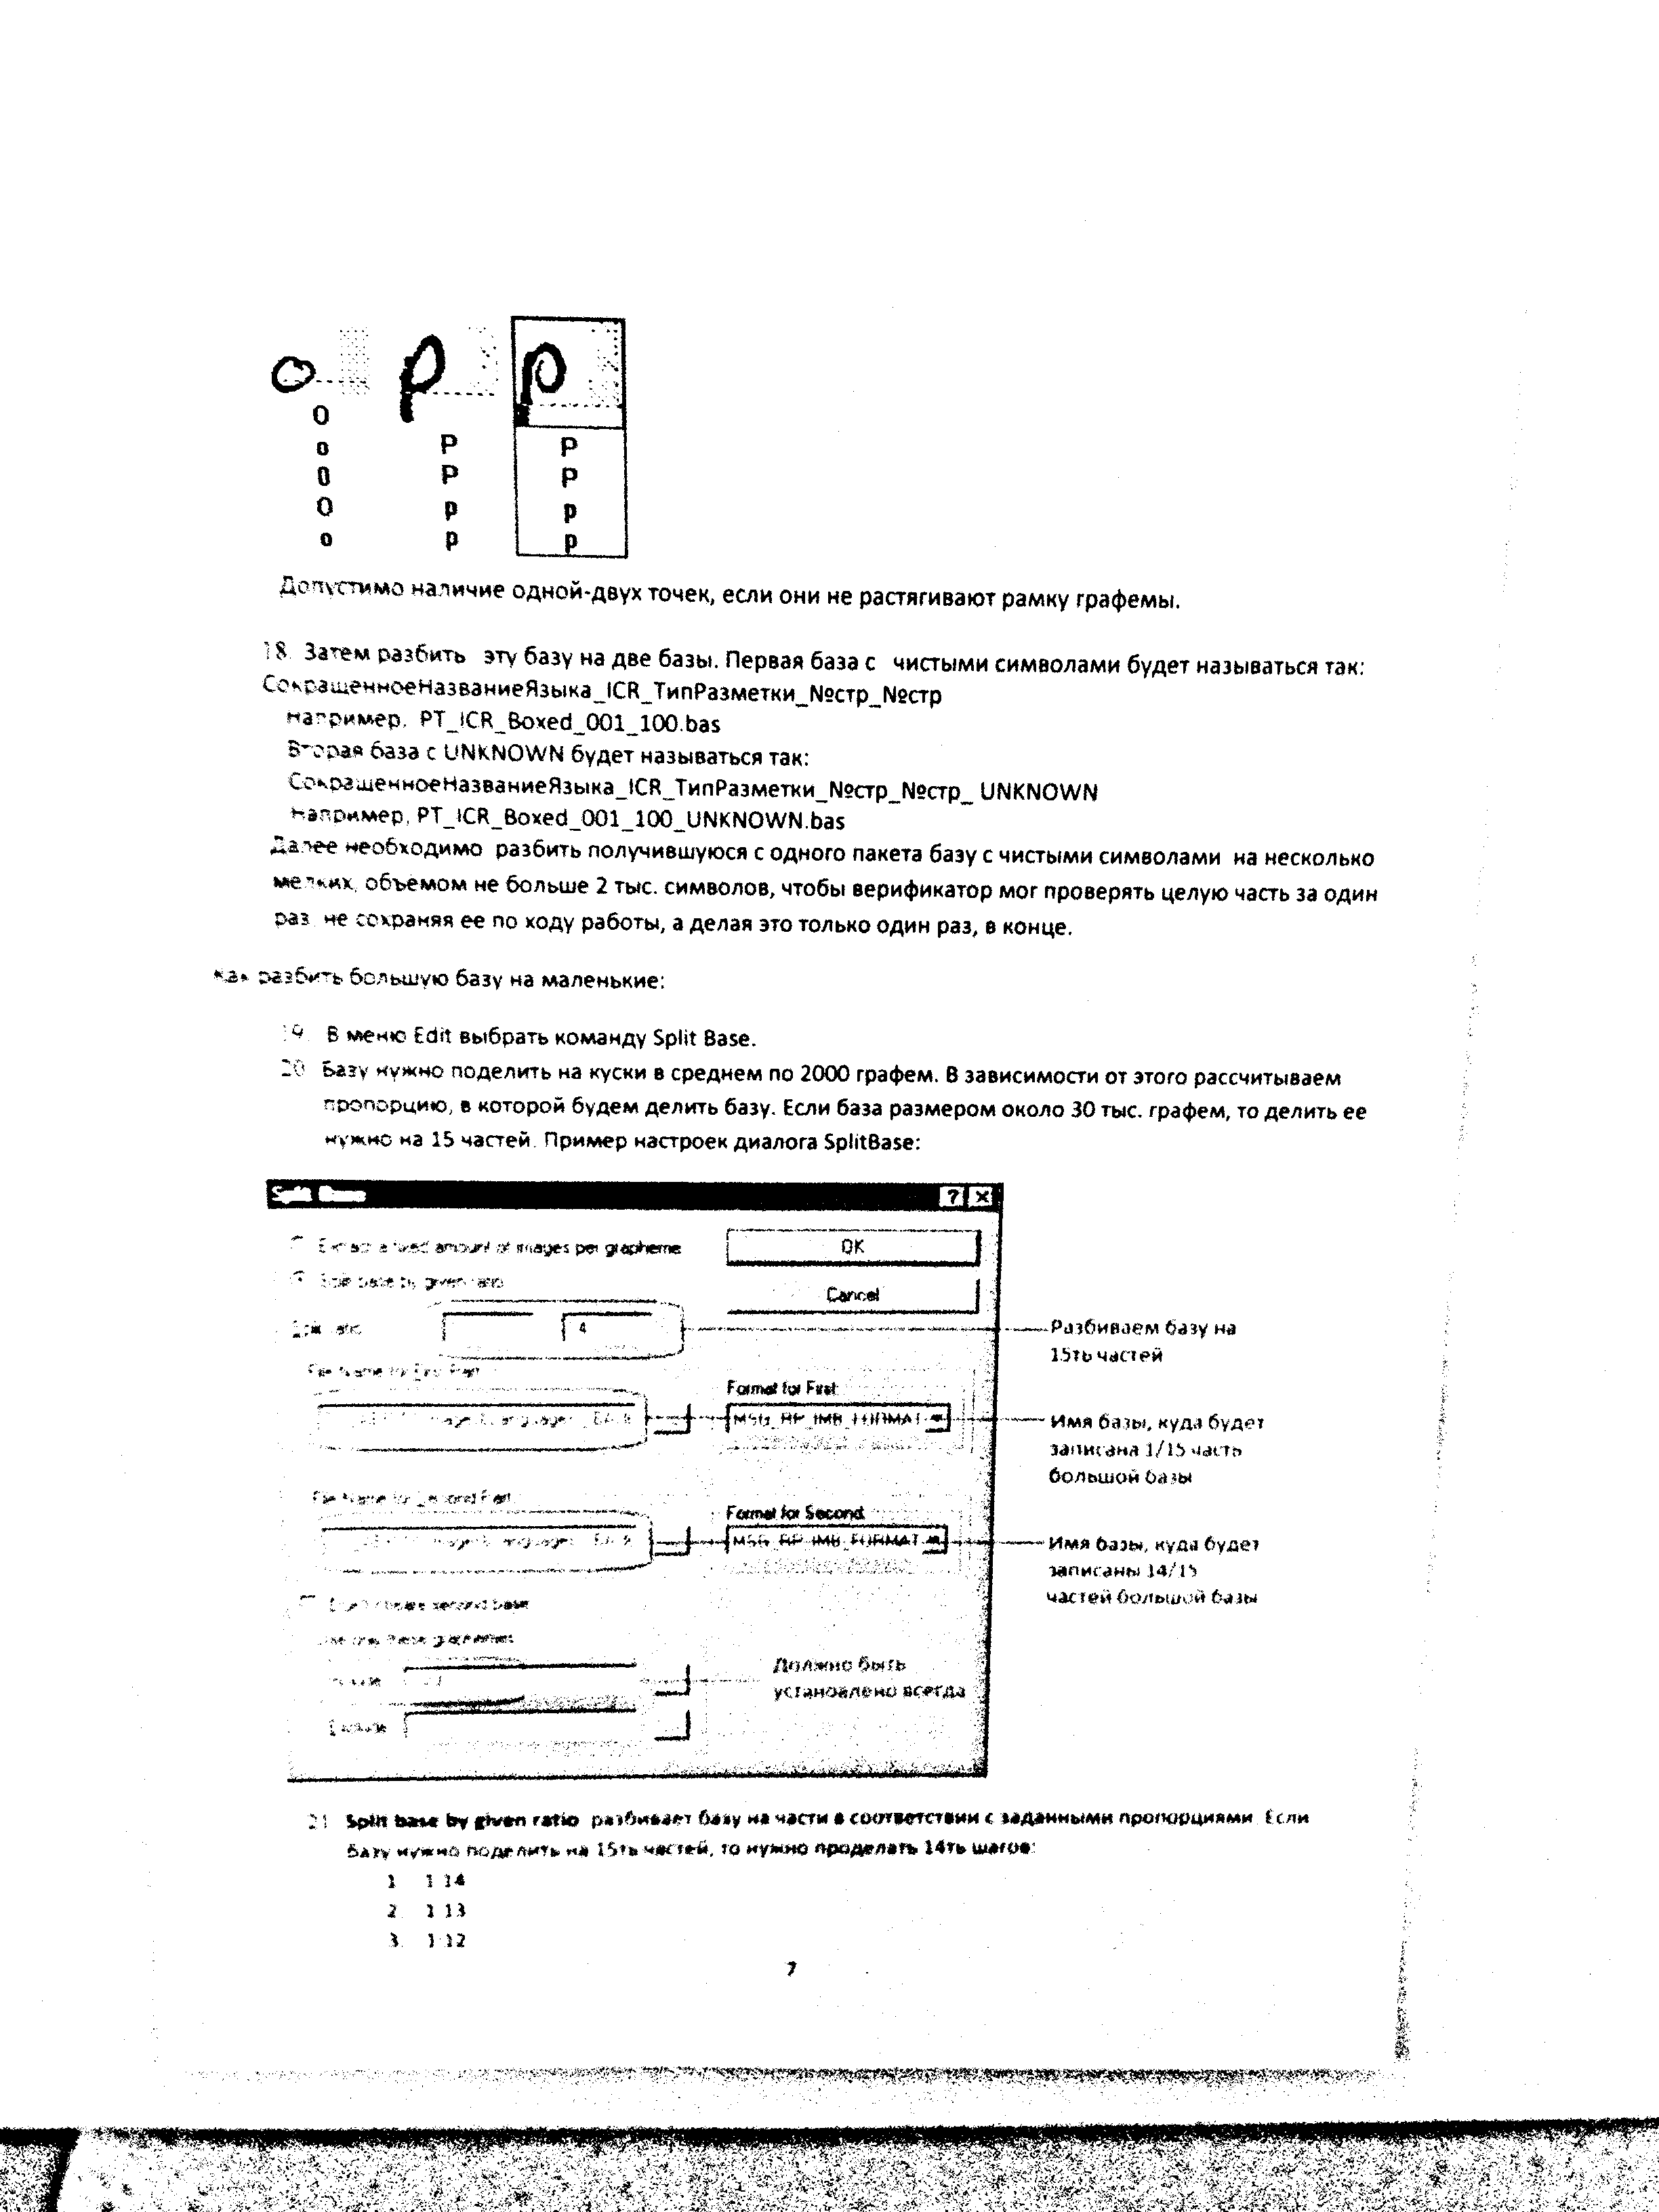 O P P
o P P
0 p p
O p p
o
Допустимо наличие одной-двух точек, если они не растягивают рамку графемы.
18. Затем разбить эту базу на две базы. Первая база с чистыми символами будет называться так:
СокращенноеНазваниеЯзыка_ICR_ТипРазметки_№стр_№стр
Например, PT_ICR_Boxed_001_100.bas
Вторая база с UNKNOWN будет называться так:
СокращенноеНазваниеЯзыка_ICR_ТипРазметки_№стр_№стр_ UNKNOWN
Например, PT_ICR_Boxed_001_100_UNKNOWN.bas
Далее необходимо разбить получившуюся с одного пакета базу с чистыми символами на несколько
мелких, объемом не больше 2 тыс. символов, чтобы верификатор мог проверять целую часть за один
раз, не сохраняя ее по ходу работы, а делая это только один раз, в конце.
Как разбить большую базу на маленькие:
19. В меню Edit выбрать команду Split Base.
20. Базу нужно поделить на куски в среднем по 2000 графем. В зависимости от этого рассчитываем
пропорцию, в которой будем делить базу. Если база размером около 30 тыс. графем, то делить ее
нужно на 15 частей. Пример настроек диалога SplitBase:
Split Base ? ×
Extract a fixed amount of images per grapheme OK
Split base by given ratio Cancel
Split ratio 4
Разбиваем базу на
15ть частей
File Name for First Part
Format for First
MSG_RP_IMB_FORMAT
Имя базы, куда будет
записана 1/15 часть
большой базы
File Name for Second Part
Format for Second
MSG_RP_IMB_FORMAT
Имя базы, куда будет
записаны 14/15
частей большой базы
Don't create second base
Use only these graphemes
Include
Должно быть
установлено всегда
Exclude
21. Split base by given ratio разбивает базу на части в соответствии с заданными пропорциями. Если
базу нужно поделить на 15ть частей, то нужно проделать 14ть шагов:
1. 1:14
2. 1:13
3. 1:12
7